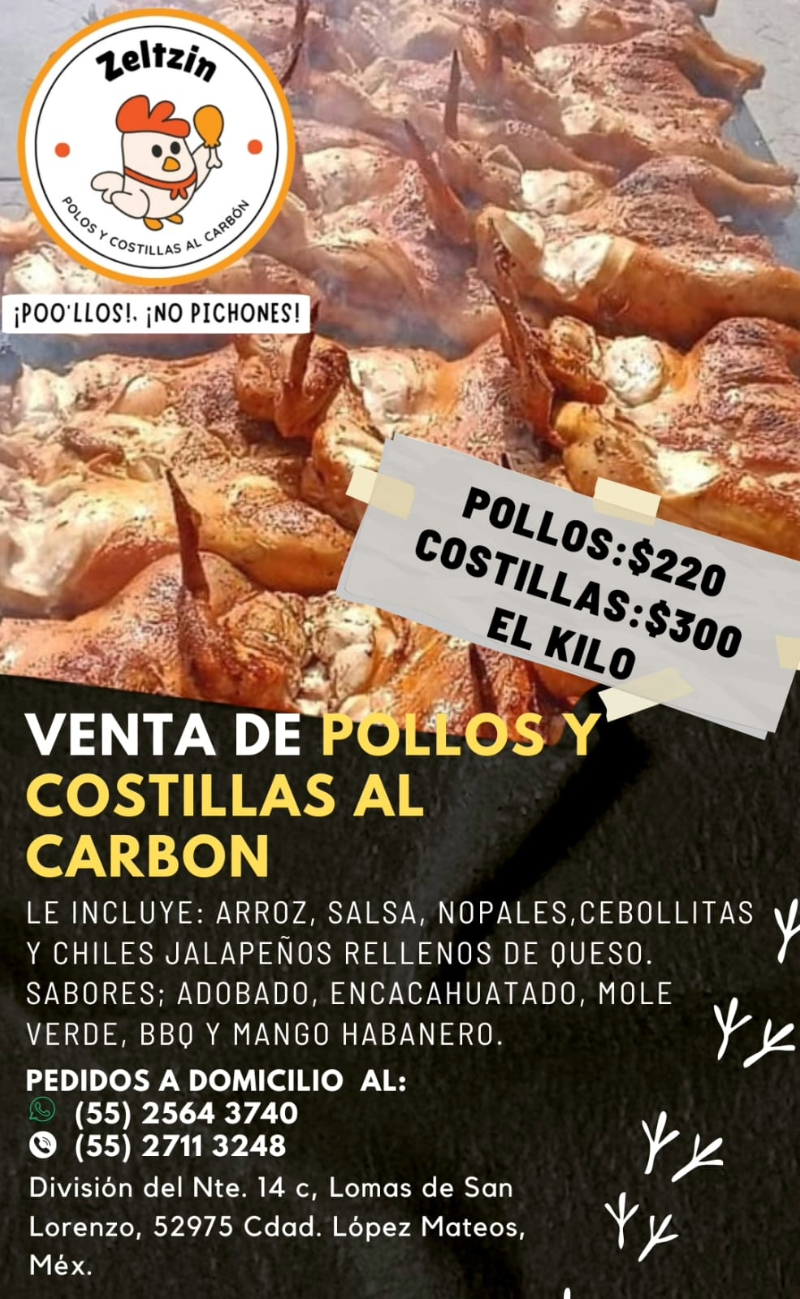 Zeltzin
POLOS Y COSTILLAS AL CARBÓN
¡POO'LLOS!, ¡NO PICHONES!
POLLOS:$220
COSTILLAS:$300
EL KILO
VENTA DE POLLOS Y
COSTILLAS AL
CARBON
LE INCLUYE: ARROZ, SALSA, NOPALES,CEBOLLITAS
Y CHILES JALAPEÑOS RELLENOS DE QUESO.
SABORES; ADOBADO, ENCACAHUATADO, MOLE
VERDE, BBQ Y MANGO HABANERO.
PEDIDOS A DOMICILIO AL:
(55) 2564 3740
(55) 2711 3248
División del Nte. 14 c, Lomas de San
Lorenzo, 52975 Cdad. López Mateos,
Méx.